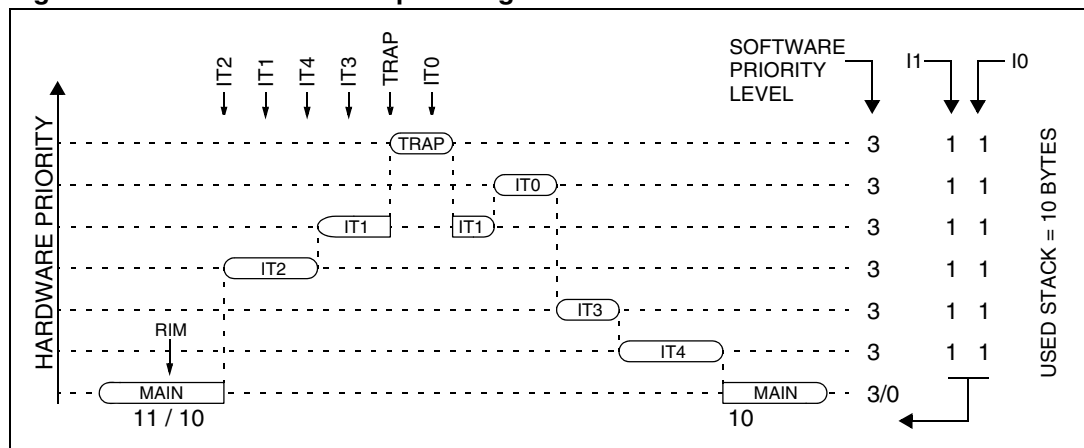 IT2
IT1
IT4
IT3
TRAP
IT0
SOFTWARE
PRIORITY
LEVEL
I1
I0
HARDWARE PRIORITY
USED STACK = 10 BYTES
TRAP
3 1 1
IT0
3 1 1
IT1
IT1
3 1 1
IT2
3 1 1
RIM
IT3
3 1 1
IT4
3 1 1
MAIN
MAIN
3/0
11 / 10
10